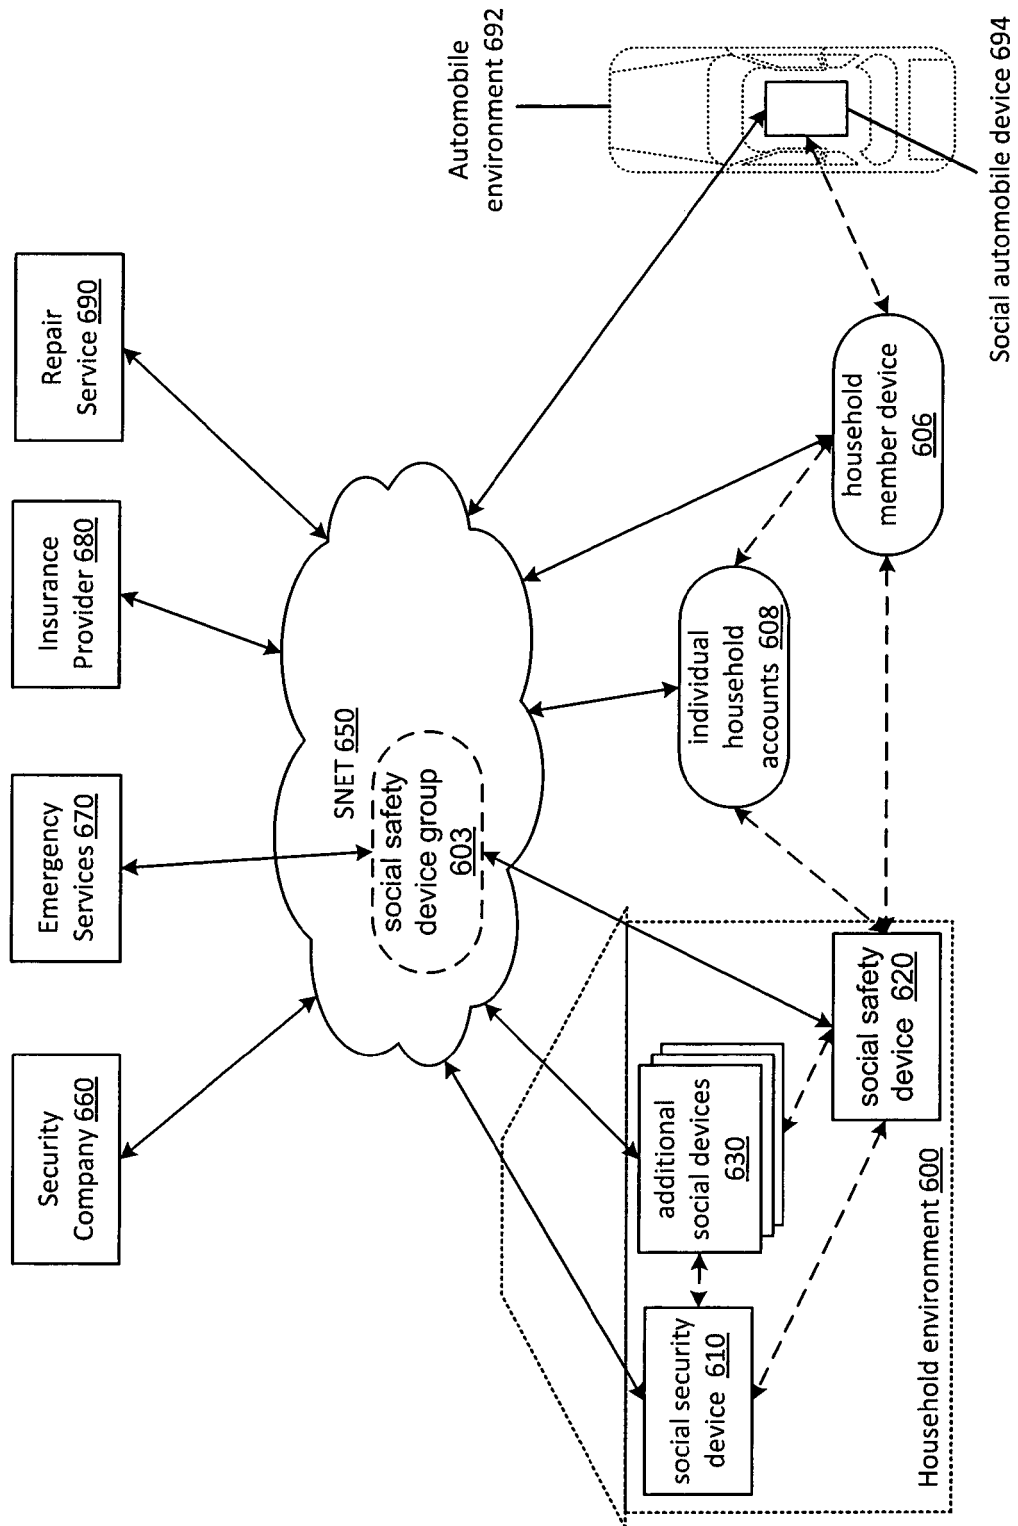 Security
Company 660
Emergency
Services 670
Insurance
Provider 680
Repair
Service 690
SNET 650
social safety
device group
603
Automobile
environment 692
Social automobile device 694
individual
household
accounts 608
household
member device
606
social security
device 610
additional
social devices
630
social safety
device 620
Household environment 600